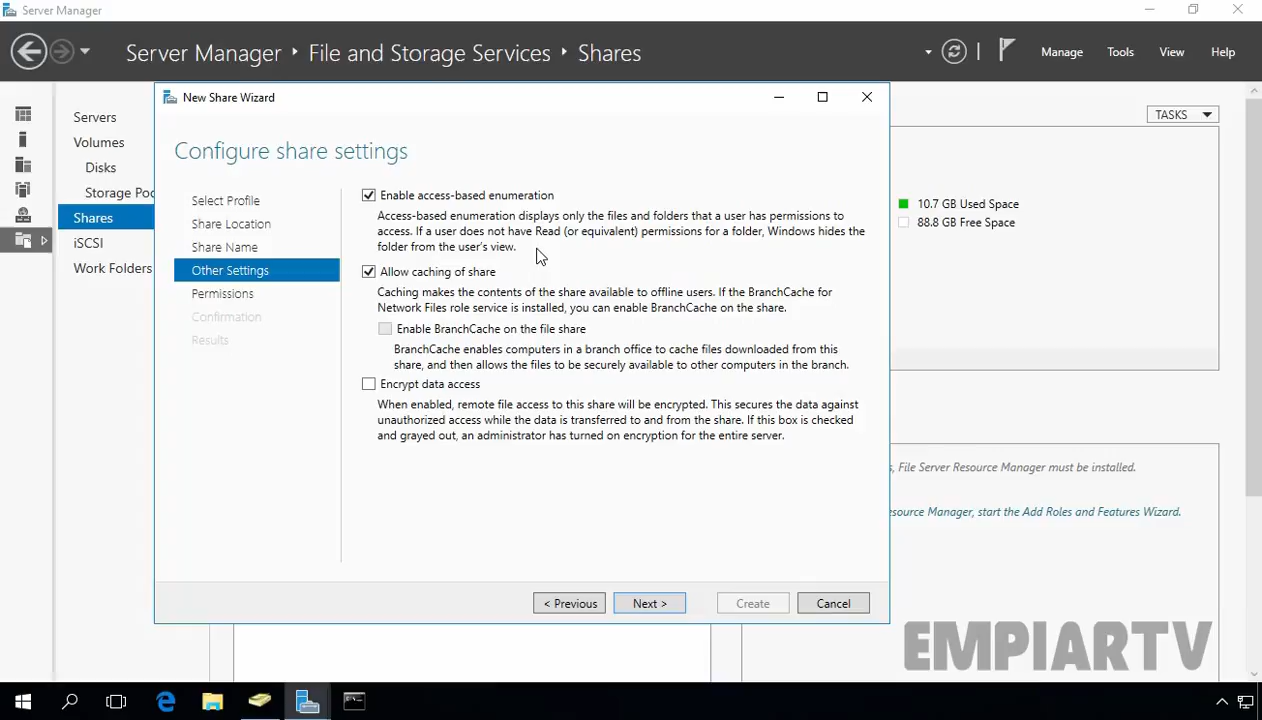 Server Manager
Server Manager ‣ File and Storage Services ‣ Shares
Manage Tools View Help
Servers
Volumes
Disks
Storage Poo
Shares
iSCSI
Work Folders
TASKS
10.7 GB Used Space
88.8 GB Free Space
New Share Wizard
Configure share settings
Select Profile
Share Location
Share Name
Other Settings
Permissions
Confirmation
Results
Enable access-based enumeration
Access-based enumeration displays only the files and folders that a user has permissions to
access. If a user does not have Read (or equivalent) permissions for a folder, Windows hides the
folder from the user's view.
Allow caching of share
Caching makes the contents of the share available to offline users. If the BranchCache for
Network Files role service is installed, you can enable BranchCache on the share.
Enable BranchCache on the file share
BranchCache enables computers in a branch office to cache files downloaded from this
share, and then allows the files to be securely available to other computers in the branch.
Encrypt data access
When enabled, remote file access to this share will be encrypted. This secures the data against
unauthorized access while the data is transferred to and from the share. If this box is checked
and grayed out, an administrator has turned on encryption for the entire server.
< Previous Next > Create Cancel
s, File Server Resource Manager must be installed.
esource Manager, start the Add Roles and Features Wizard.
EMPIARTV